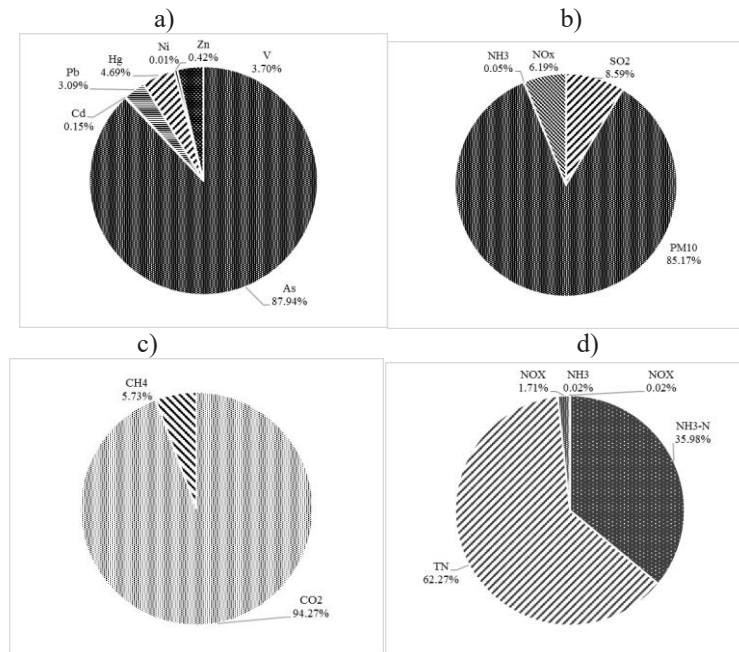 a)
Hg
4.69%
Ni
0.01%
Zn
0.42%
V
3.70%
Pb
3.09%
Cd
0.15%
As
87.94%
b)
NH3
0.05%
NOx
6.19%
SO2
8.59%
PM10
85.17%
c)
CH4
5.73%
CO2
94.27%
d)
NOX
1.71%
NH3
0.02%
NOX
0.02%
NH3-N
35.98%
TN
62.27%